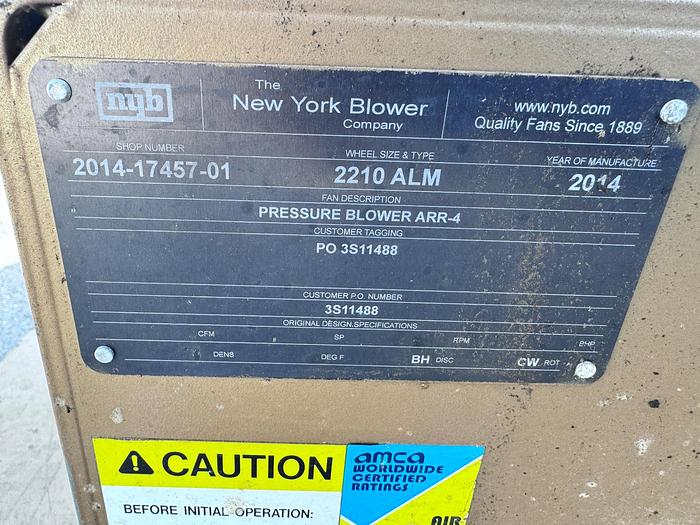 nyb
The
New York Blower
Company
www.nyb.com
Quality Fans Since 1889
SHOP NUMBER
2014-17457-01
WHEEL SIZE & TYPE
2210 ALM
YEAR OF MANUFACTURE
2014
FAN DESCRIPTION
PRESSURE BLOWER ARR-4
CUSTOMER TAGGING
PO 3S11488
CUSTOMER P.O. NUMBER
3S11488
ORIGINAL DESIGN SPECIFICATIONS
CFM SP RPM BHP
DENS DEG F BH DISC CW ROT
CAUTION
BEFORE INITIAL OPERATION:
amca
WORLDWIDE
CERTIFIED
RATINGS
AIR